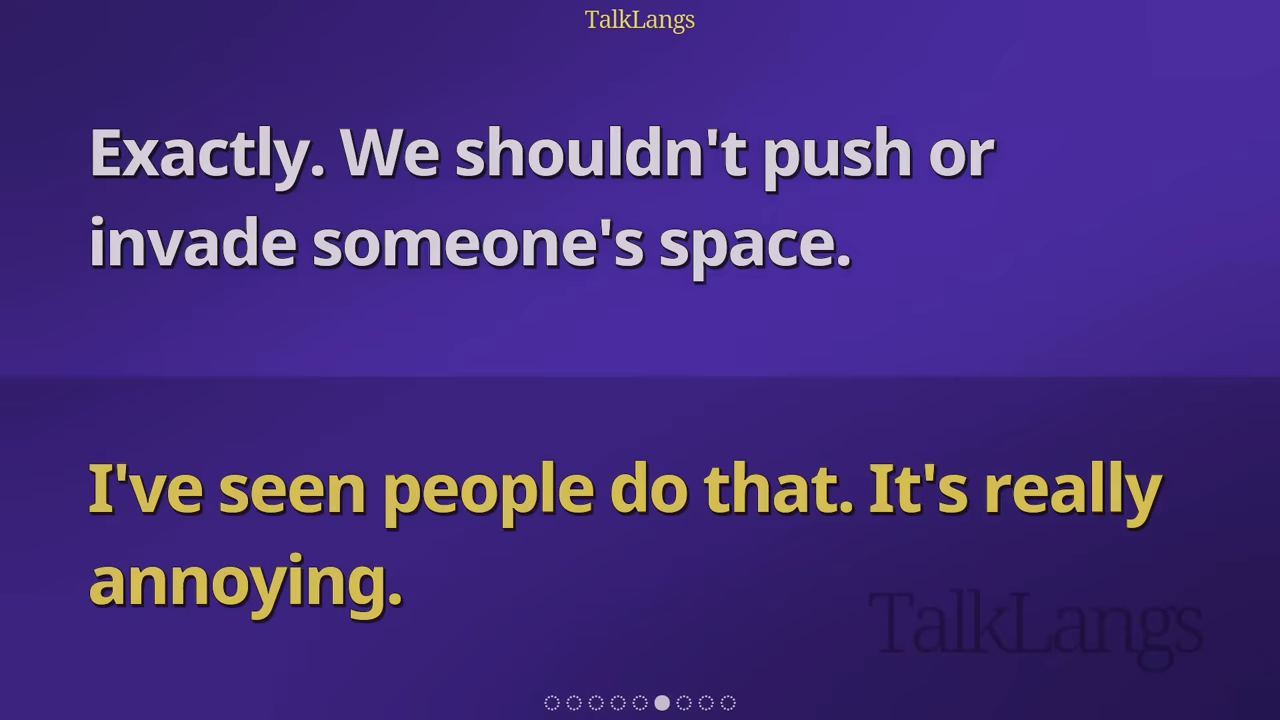 TalkLangs
Exactly. We shouldn't push or
invade someone's space.
I've seen people do that. It's really
annoying.
TalkLangs